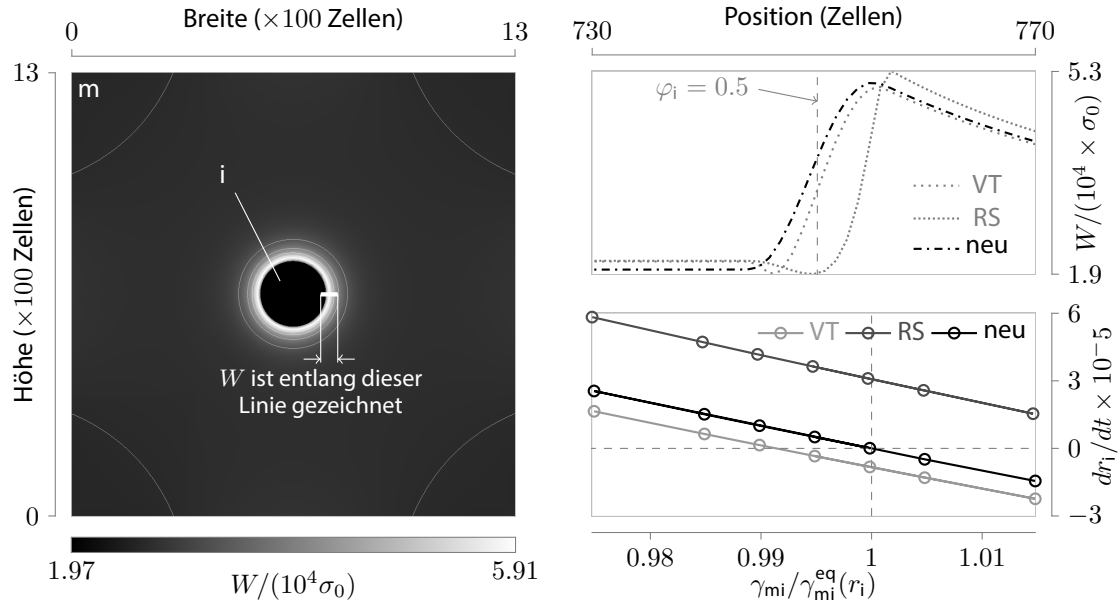 Breite (×100 Zellen)
0 13
13
Höhe (×100 Zellen)
0
m
i
W ist entlang dieser
Linie gezeichnet
1.97 5.91
W/(10⁴σ₀)
Position (Zellen)
730 770
φᵢ = 0.5
VT
RS
neu
5.3
W/(10⁴ × σ₀)
1.9
VT RS neu
6
3
0
−3
drᵢ/dt × 10⁻⁵
0.98 0.99 1 1.01
γₘᵢ/γₘᵢᵉq(rᵢ)